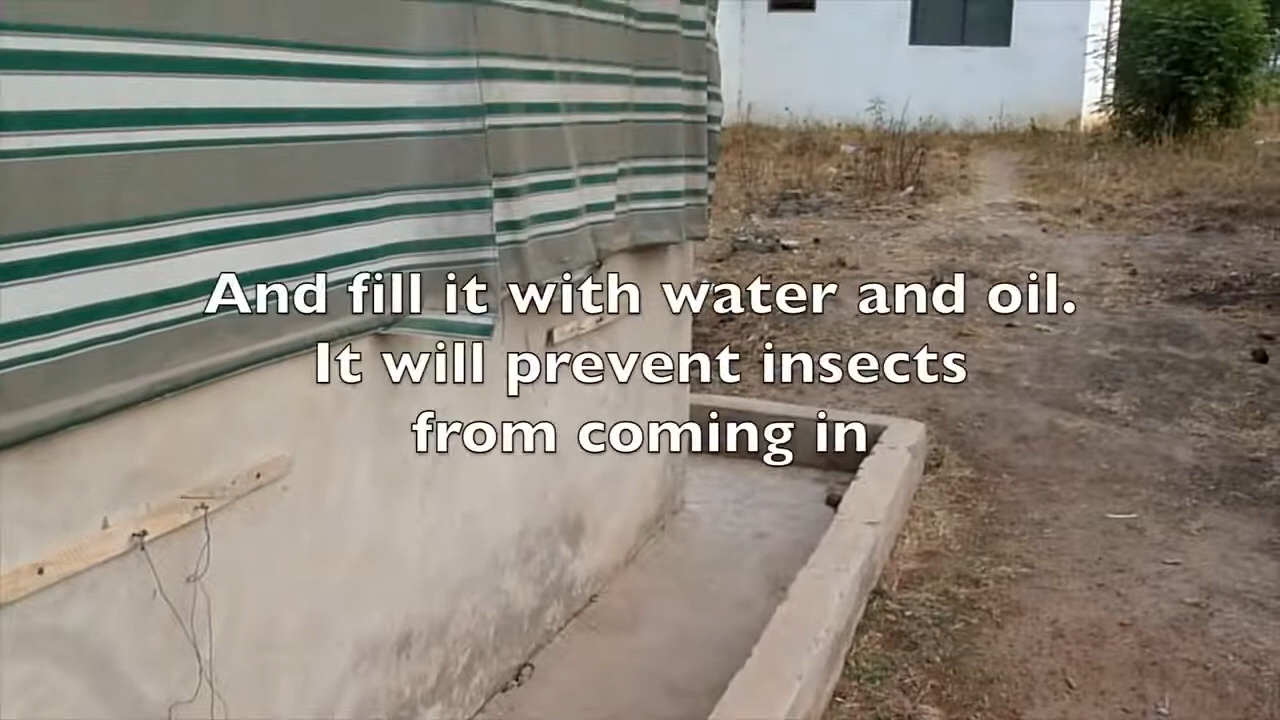 And fill it with water and oil.
It will prevent insects
from coming in